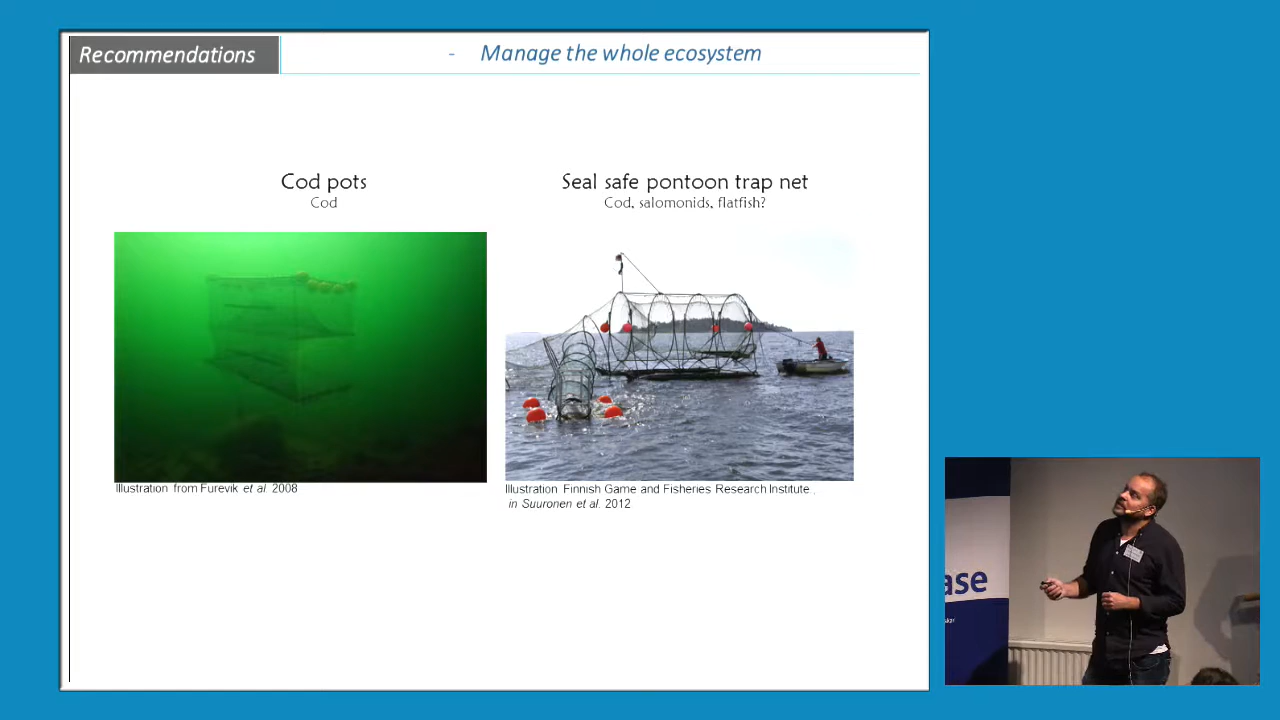 Recommendations
- Manage the whole ecosystem
Cod pots
Cod
Seal safe pontoon trap net
Cod, salomonids, flatfish?
Illustration from Furevik et al. 2008
Illustration Finnish Game and Fisheries Research Institute ,
in Suuronen et al. 2012
ase